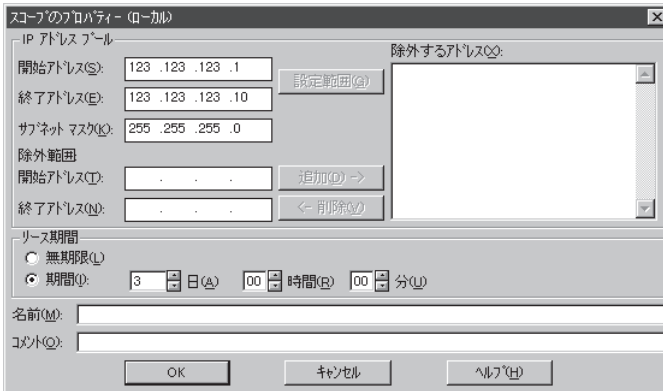 スコープのプロパティー (ローカル)
IP アドレス プール
除外するアドレス(X):
開始アドレス(S): 123 .123 .123 .1
設定範囲(G)
終了アドレス(E): 123 .123 .123 .10
サブネット マスク(K): 255 .255 .255 .0
除外範囲
開始アドレス(T): . . .
追加(D) ->
終了アドレス(N): . . .
<- 削除(V)
リース期間
無期限(L)
期間(I): 3 日(A) 00 時間(R) 00 分(U)
名前(M):
コメント(O):
OK キャンセル ヘルプ(H)